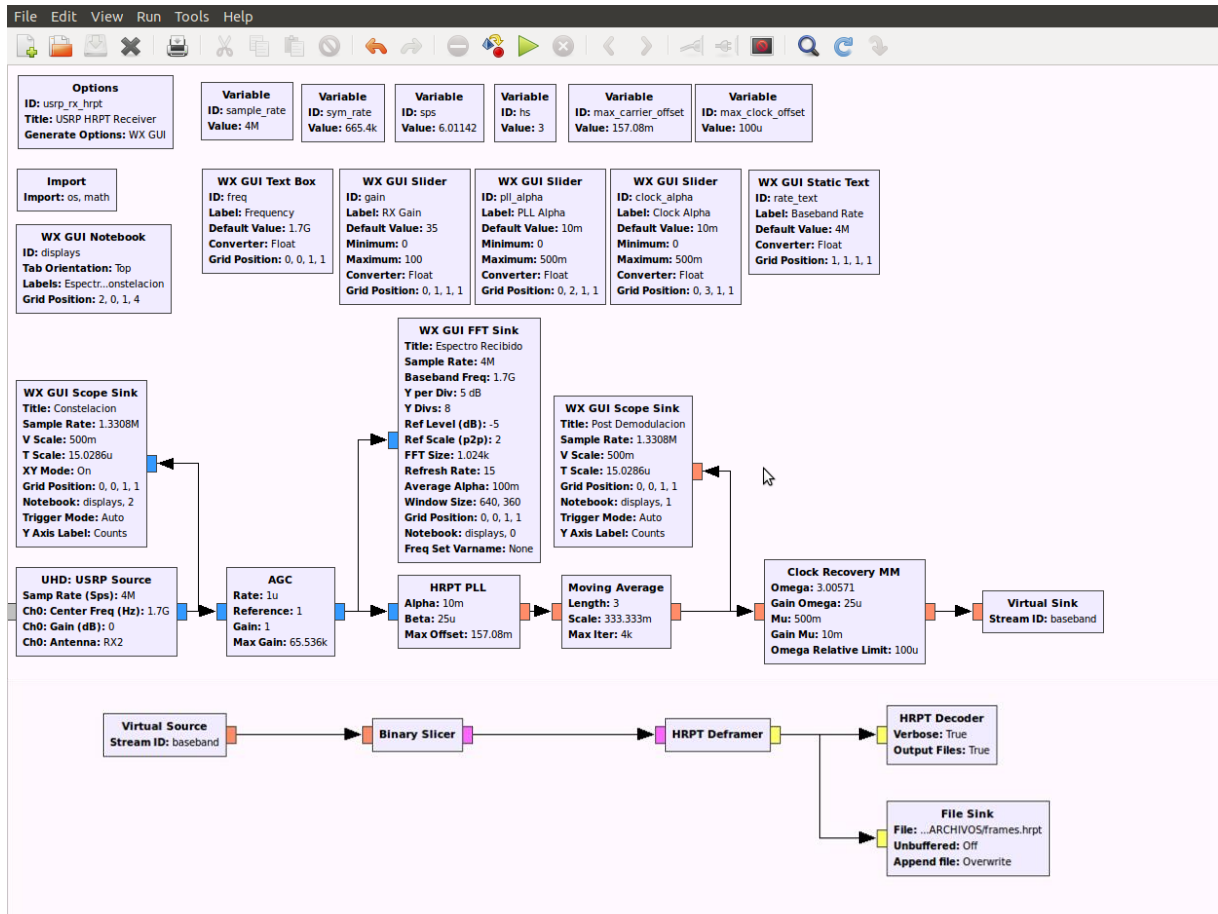 File Edit View Run Tools Help
Options
ID: usrp_rx_hrpt
Title: USRP HRPT Receiver
Generate Options: WX GUI
Variable
ID: sample_rate
Value: 4M
Variable
ID: sym_rate
Value: 665.4k
Variable
ID: sps
Value: 6.01142
Variable
ID: hs
Value: 3
Variable
ID: max_carrier_offset
Value: 157.08m
Variable
ID: max_clock_offset
Value: 100u
Import
Import: os, math
WX GUI Notebook
ID: displays
Tab Orientation: Top
Labels: Espectr...onstelacion
Grid Position: 2, 0, 1, 4
WX GUI Text Box
ID: freq
Label: Frequency
Default Value: 1.7G
Converter: Float
Grid Position: 0, 0, 1, 1
WX GUI Slider
ID: gain
Label: RX Gain
Default Value: 35
Minimum: 0
Maximum: 100
Converter: Float
Grid Position: 0, 1, 1, 1
WX GUI Slider
ID: pll_alpha
Label: PLL Alpha
Default Value: 10m
Minimum: 0
Maximum: 500m
Converter: Float
Grid Position: 0, 2, 1, 1
WX GUI Slider
ID: clock_alpha
Label: Clock Alpha
Default Value: 10m
Minimum: 0
Maximum: 500m
Converter: Float
Grid Position: 0, 3, 1, 1
WX GUI Static Text
ID: rate_text
Label: Baseband Rate
Default Value: 4M
Converter: Float
Grid Position: 1, 1, 1, 1
WX GUI Scope Sink
Title: Constelacion
Sample Rate: 1.3308M
V Scale: 500m
T Scale: 15.0286u
XY Mode: On
Grid Position: 0, 0, 1, 1
Notebook: displays, 2
Trigger Mode: Auto
Y Axis Label: Counts
WX GUI FFT Sink
Title: Espectro Recibido
Sample Rate: 4M
Baseband Freq: 1.7G
Y per Div: 5 dB
Y Divs: 8
Ref Level (dB): -5
Ref Scale (p2p): 2
FFT Size: 1.024k
Refresh Rate: 15
Average Alpha: 100m
Window Size: 640, 360
Grid Position: 0, 0, 1, 1
Notebook: displays, 0
Freq Set Varname: None
WX GUI Scope Sink
Title: Post Demodulacion
Sample Rate: 1.3308M
V Scale: 500m
T Scale: 15.0286u
Grid Position: 0, 0, 1, 1
Notebook: displays, 1
Trigger Mode: Auto
Y Axis Label: Counts
UHD: USRP Source
Samp Rate (Sps): 4M
Ch0: Center Freq (Hz): 1.7G
Ch0: Gain (dB): 0
Ch0: Antenna: RX2
AGC
Rate: 1u
Reference: 1
Gain: 1
Max Gain: 65.536k
HRPT PLL
Alpha: 10m
Beta: 25u
Max Offset: 157.08m
Moving Average
Length: 3
Scale: 333.333m
Max Iter: 4k
Clock Recovery MM
Omega: 3.00571
Gain Omega: 25u
Mu: 500m
Gain Mu: 10m
Omega Relative Limit: 100u
Virtual Sink
Stream ID: baseband
Virtual Source
Stream ID: baseband
Binary Slicer
HRPT Deframer
HRPT Decoder
Verbose: True
Output Files: True
File Sink
File: ...ARCHIVOS/frames.hrpt
Unbuffered: Off
Append file: Overwrite